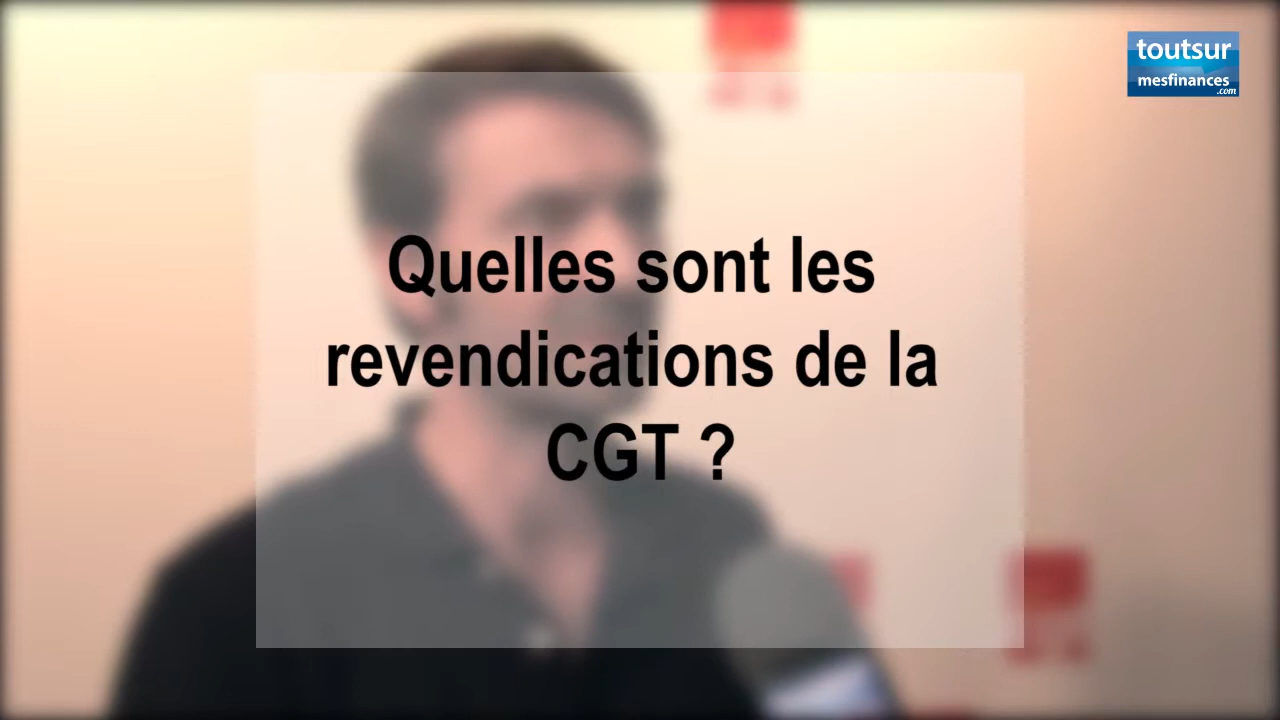 toutsur
mesfinances
.com
Quelles sont les
revendications de la
CGT ?